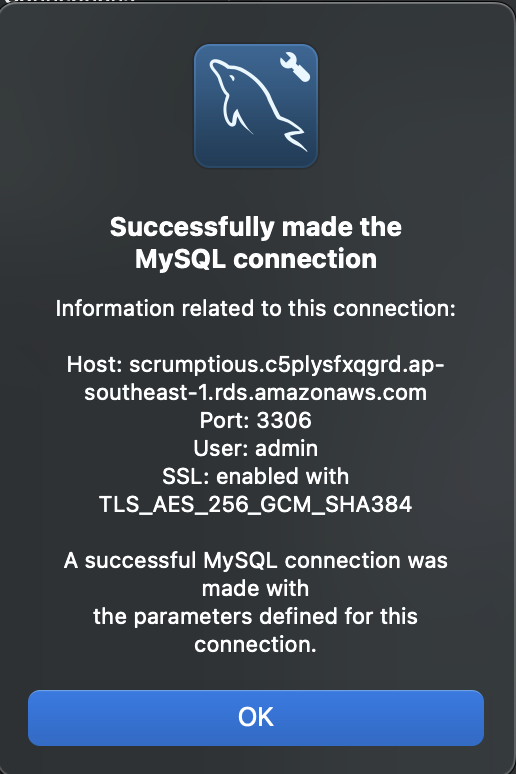 Successfully made the
MySQL connection
Information related to this connection:
Host: scrumptious.c5plysfxqgrd.ap-
southeast-1.rds.amazonaws.com
Port: 3306
User: admin
SSL: enabled with
TLS_AES_256_GCM_SHA384
A successful MySQL connection was
made with
the parameters defined for this
connection.
OK